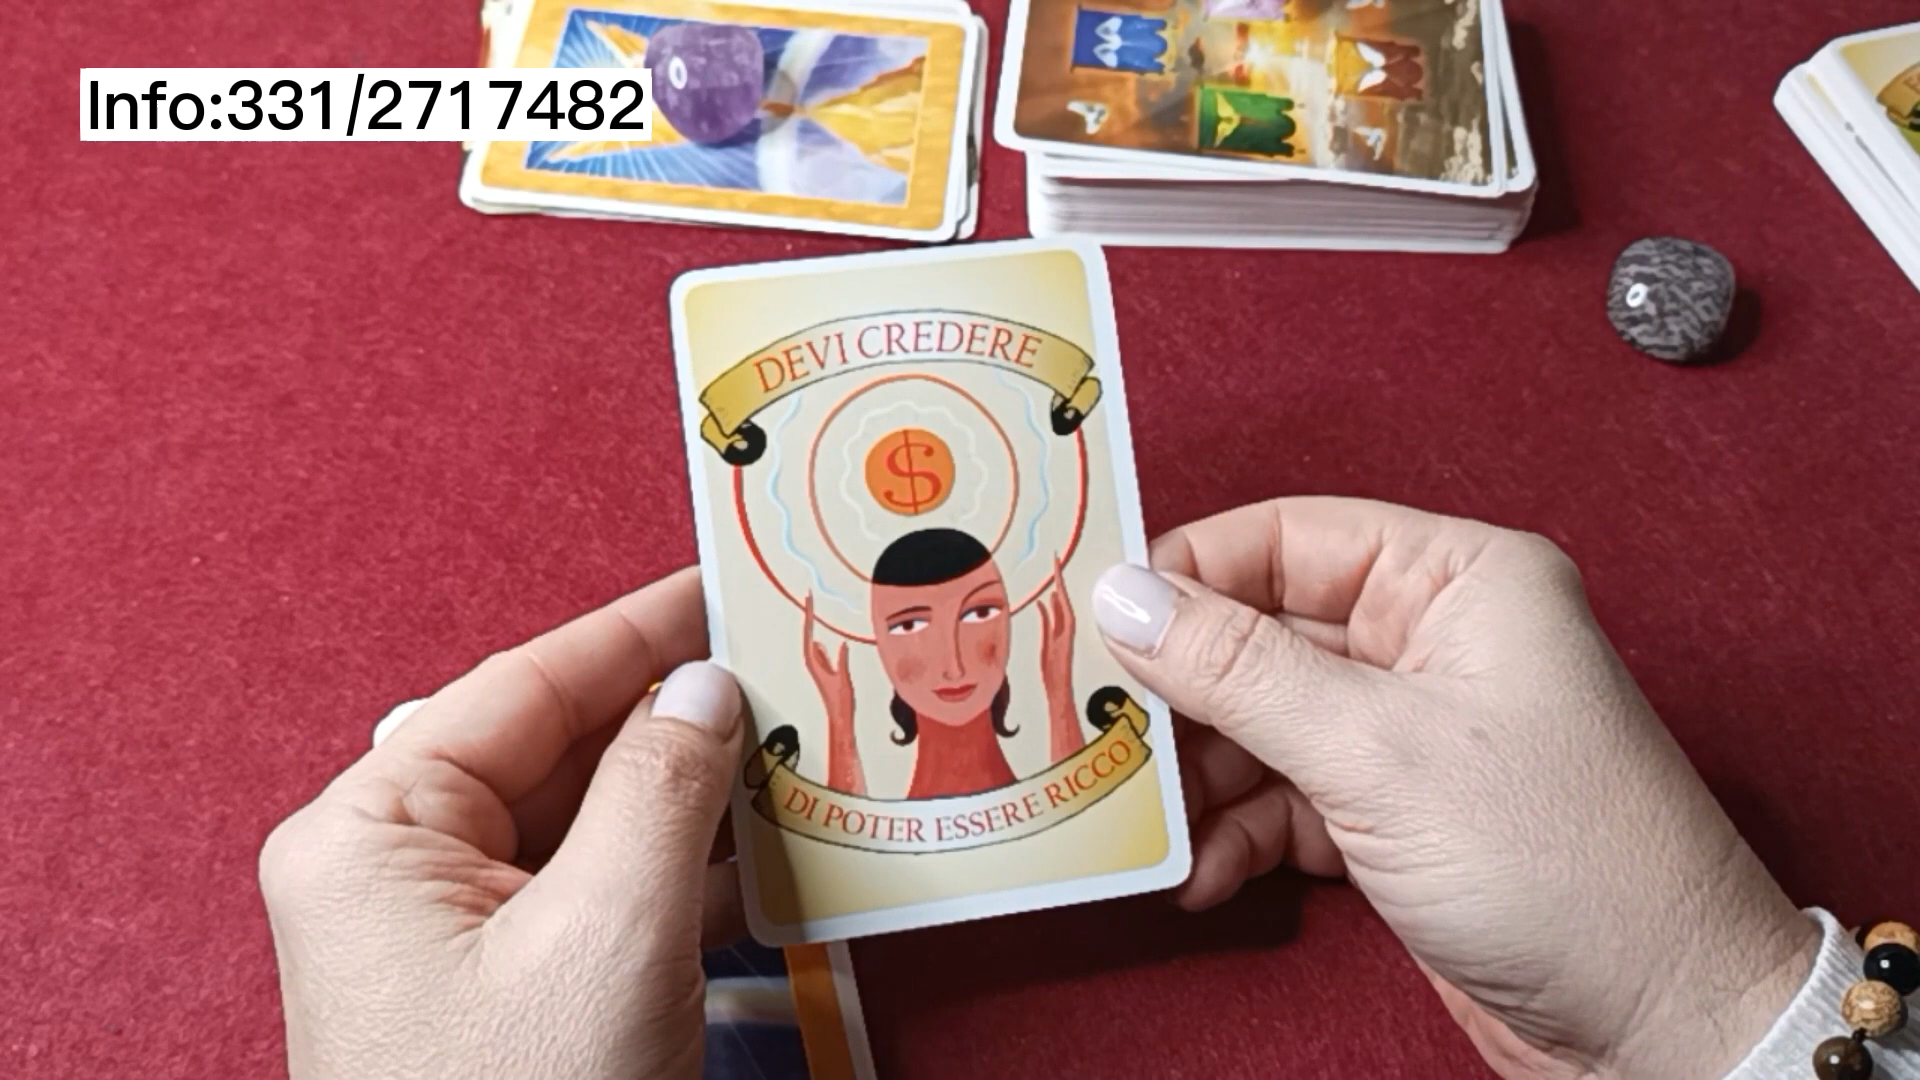 Info:331/2717482
DEVI CREDERE
$
DI POTER ESSERE RICCO